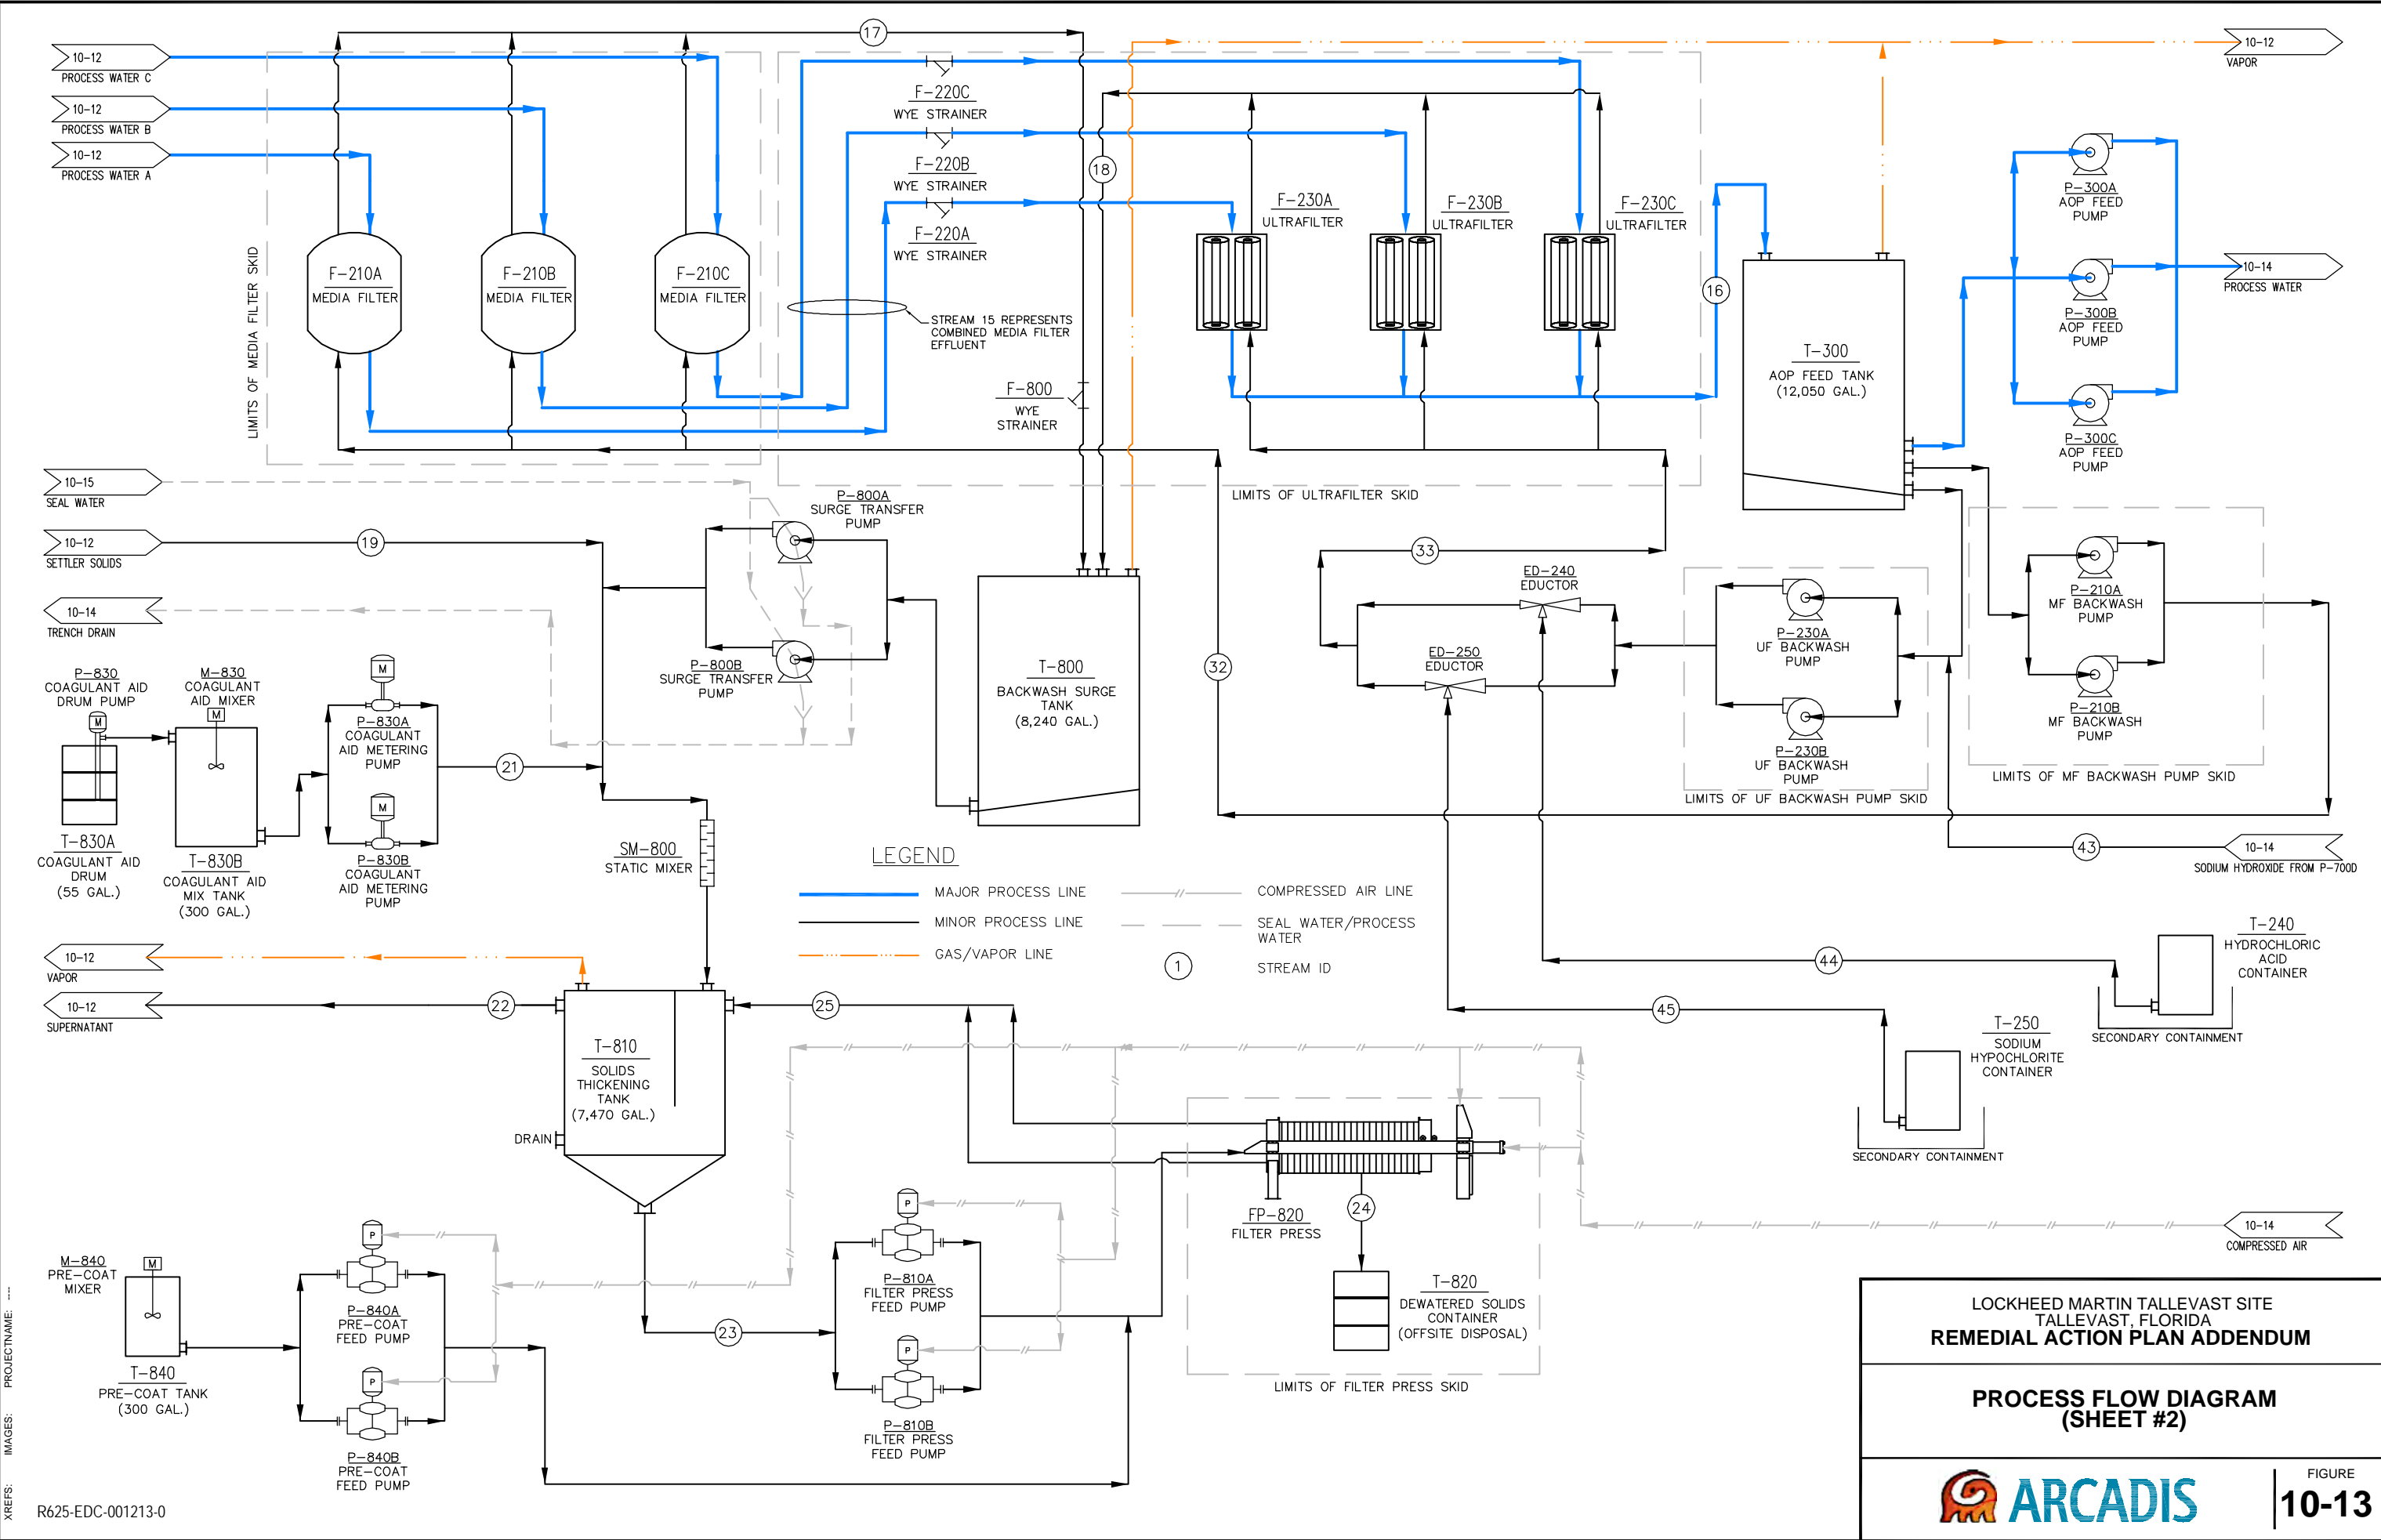 10-12
PROCESS WATER C
10-12
PROCESS WATER B
10-12
PROCESS WATER A
17
10-12
VAPOR
F-220C
WYE STRAINER
F-220B
WYE STRAINER
F-220A
WYE STRAINER
18
F-230A
ULTRAFILTER
F-230B
ULTRAFILTER
F-230C
ULTRAFILTER
P-300A
AOP FEED
PUMP
10-14
PROCESS WATER
P-300B
AOP FEED
PUMP
P-300C
AOP FEED
PUMP
LIMITS OF MEDIA FILTER SKID
F-210A
MEDIA FILTER
F-210B
MEDIA FILTER
F-210C
MEDIA FILTER
STREAM 15 REPRESENTS
COMBINED MEDIA FILTER
EFFLUENT
16
T-300
AOP FEED TANK
(12,050 GAL.)
F-800
WYE
STRAINER
LIMITS OF ULTRAFILTER SKID
10-15
SEAL WATER
10-12
SETTLER SOLIDS
19
10-14
TRENCH DRAIN
P-800A
SURGE TRANSFER
PUMP
P-800B
SURGE TRANSFER
PUMP
T-800
BACKWASH SURGE
TANK
(8,240 GAL.)
32
33
ED-240
EDUCTOR
ED-250
EDUCTOR
P-230A
UF BACKWASH
PUMP
P-230B
UF BACKWASH
PUMP
LIMITS OF UF BACKWASH PUMP SKID
P-210A
MF BACKWASH
PUMP
P-210B
MF BACKWASH
PUMP
LIMITS OF MF BACKWASH PUMP SKID
P-830
COAGULANT AID
DRUM PUMP
M
M-830
COAGULANT
AID MIXER
M
M
P-830A
COAGULANT
AID METERING
PUMP
M
P-830B
COAGULANT
AID METERING
PUMP
21
T-830A
COAGULANT AID
DRUM
(55 GAL.)
T-830B
COAGULANT AID
MIX TANK
(300 GAL.)
SM-800
STATIC MIXER
43
10-14
SODIUM HYDROXIDE FROM P-700D
LEGEND
MAJOR PROCESS LINE
MINOR PROCESS LINE
GAS/VAPOR LINE
COMPRESSED AIR LINE
SEAL WATER/PROCESS
WATER
1
STREAM ID
44
T-240
HYDROCHLORIC
ACID
CONTAINER
SECONDARY CONTAINMENT
45
T-250
SODIUM
HYPOCHLORITE
CONTAINER
SECONDARY CONTAINMENT
10-12
VAPOR
10-12
SUPERNATANT
22
25
T-810
SOLIDS
THICKENING
TANK
(7,470 GAL.)
DRAIN
23
FP-820
FILTER PRESS
24
T-820
DEWATERED SOLIDS
CONTAINER
(OFFSITE DISPOSAL)
LIMITS OF FILTER PRESS SKID
10-14
COMPRESSED AIR
M-840
PRE-COAT
MIXER
M
T-840
PRE-COAT TANK
(300 GAL.)
P
P-840A
PRE-COAT
FEED PUMP
P
P-840B
PRE-COAT
FEED PUMP
P
P-810A
FILTER PRESS
FEED PUMP
P
P-810B
FILTER PRESS
FEED PUMP
LOCKHEED MARTIN TALLEVAST SITE
TALLEVAST, FLORIDA
REMEDIAL ACTION PLAN ADDENDUM
PROCESS FLOW DIAGRAM
(SHEET #2)
ARCADIS
FIGURE
10-13
XREFS: IMAGES: PROJECTNAME: ----
R625-EDC-001213-0